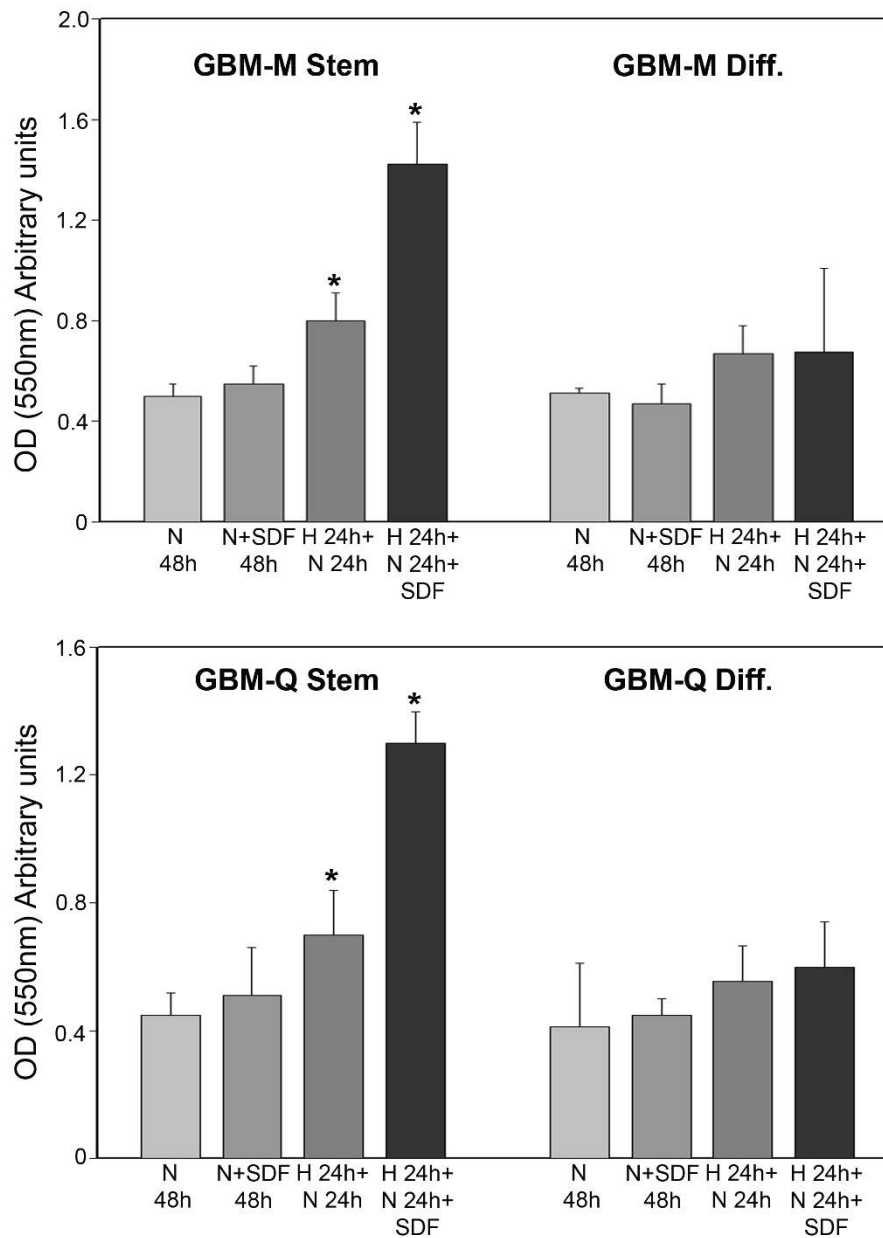 OD (550nm) Arbitrary units
2.0
1.6
1.2
0.8
0.4
0
GBM-M Stem
GBM-M Diff.
*
*
N
48h
N+SDF
48h
H 24h+
N 24h
H 24h+
N 24h+
SDF
N
48h
N+SDF
48h
H 24h+
N 24h
H 24h+
N 24h+
SDF
OD (550nm) Arbitrary units
1.6
1.2
0.8
0.4
0
GBM-Q Stem
GBM-Q Diff.
*
*
N
48h
N+SDF
48h
H 24h+
N 24h
H 24h+
N 24h+
SDF
N
48h
N+SDF
48h
H 24h+
N 24h
H 24h+
N 24h+
SDF